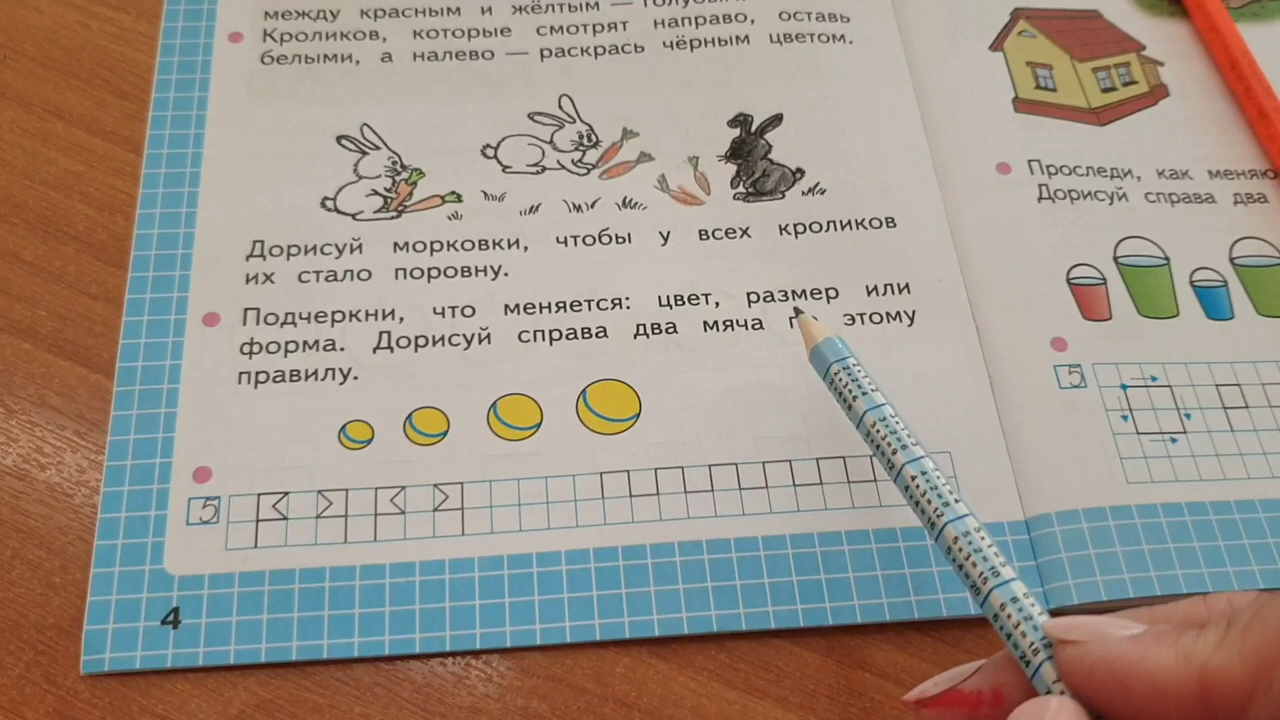 между красным и жёлтым —
Кроликов, которые смотрят направо, оставь
белыми, а налево — раскрась чёрным цветом.
Дорисуй морковки, чтобы у всех кроликов
их стало поровну.
Подчеркни, что меняется: цвет, размер или
форма. Дорисуй справа два мяча по этому
правилу.
5
4
Проследи, как меняю
Дорисуй справа два
5